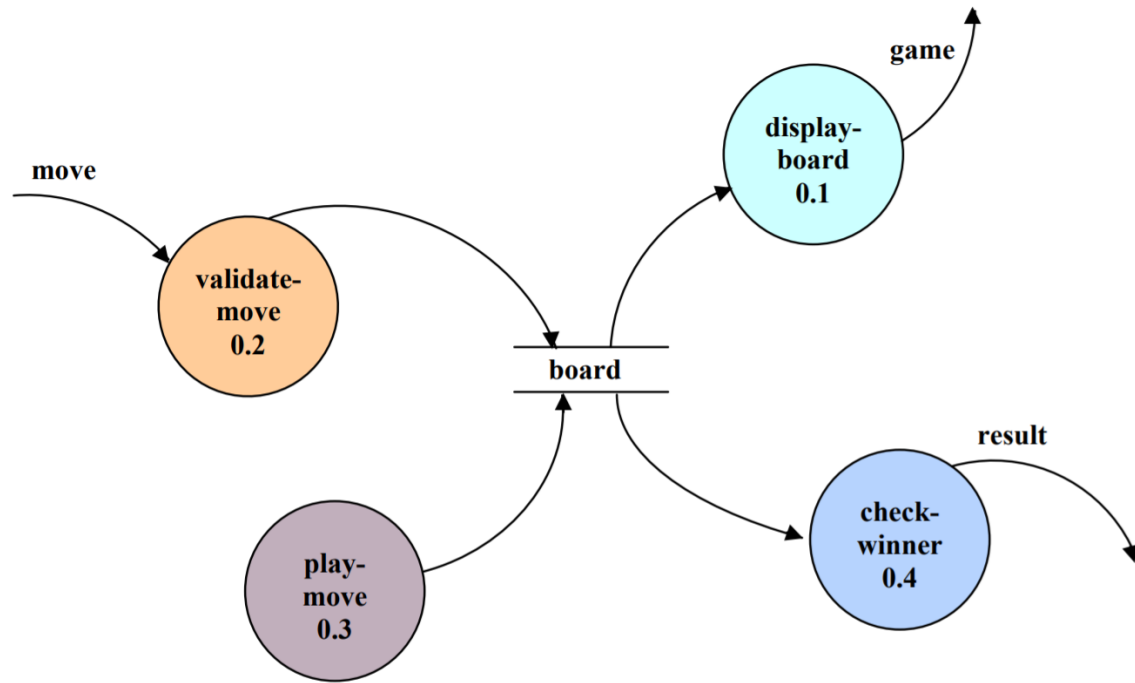 game
display-
board
0.1
move
validate-
move
0.2
board
result
check-
winner
0.4
play-
move
0.3